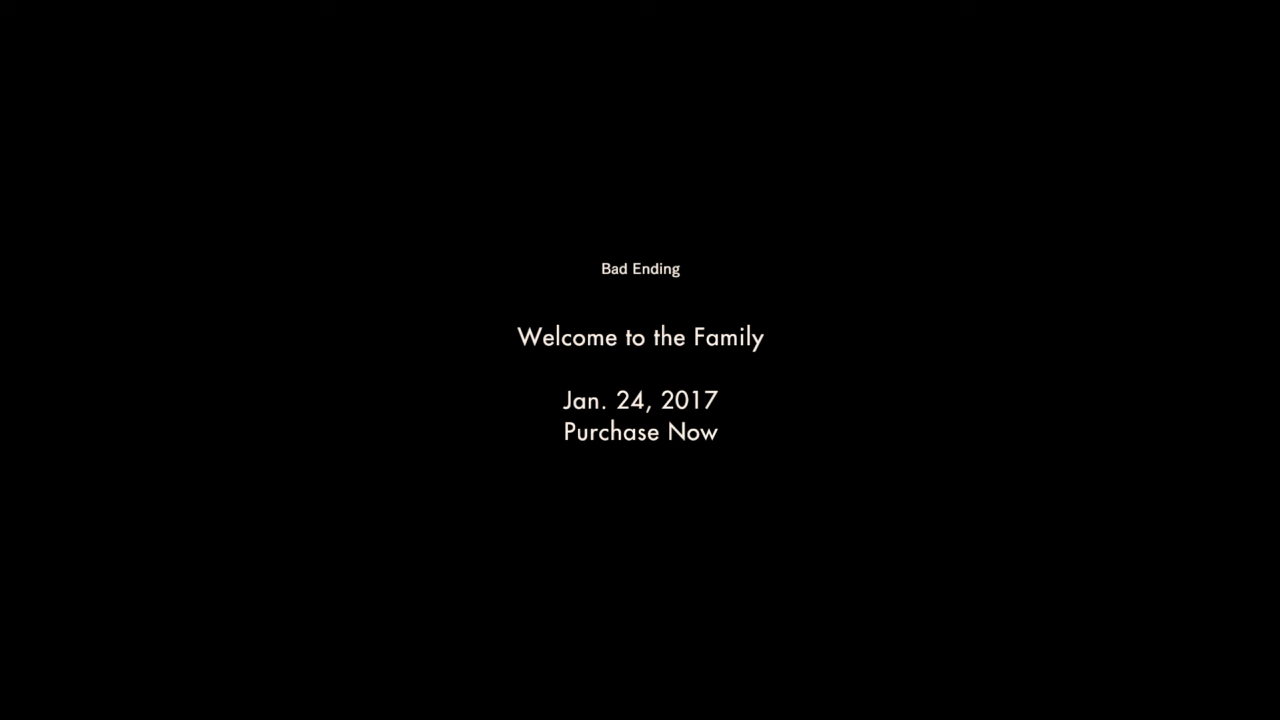 Bad Ending
Welcome to the Family
Jan. 24, 2017
Purchase Now